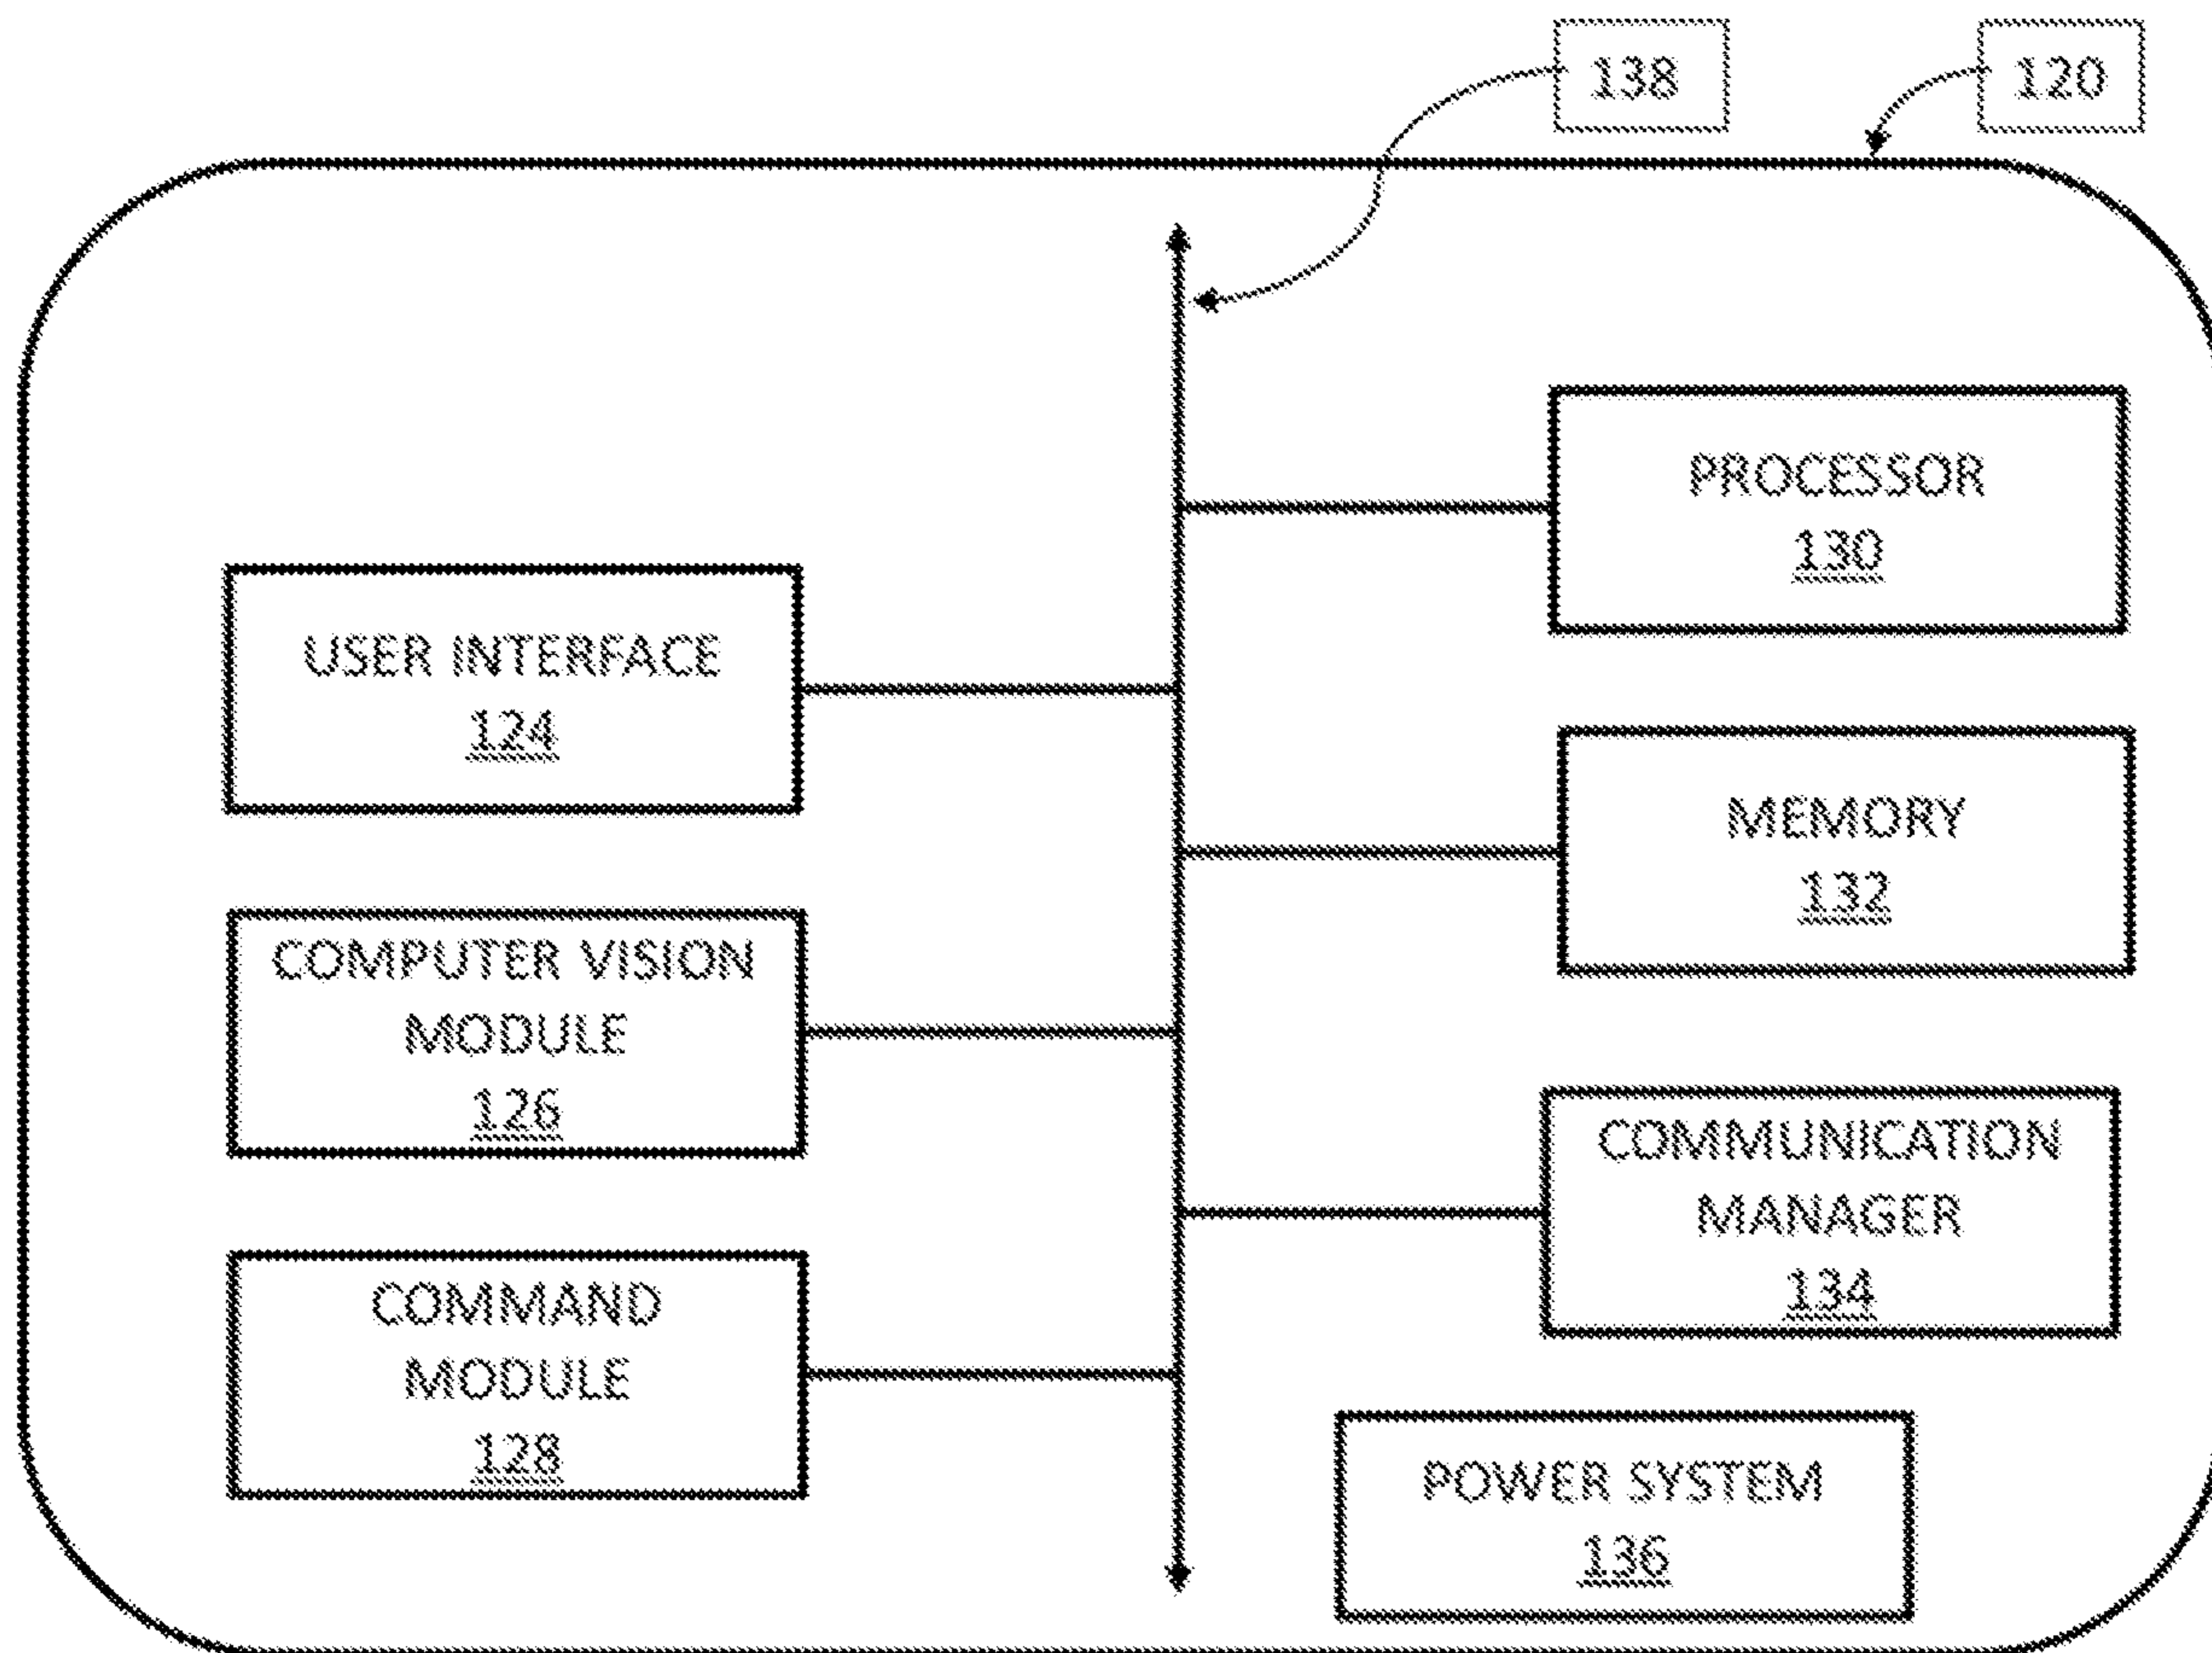 138
120
PROCESSOR
130
USER INTERFACE
124
MEMORY
132
COMPUTER VISION
MODULE
126
COMMUNICATION
MANAGER
134
COMMAND
MODULE
128
POWER SYSTEM
136